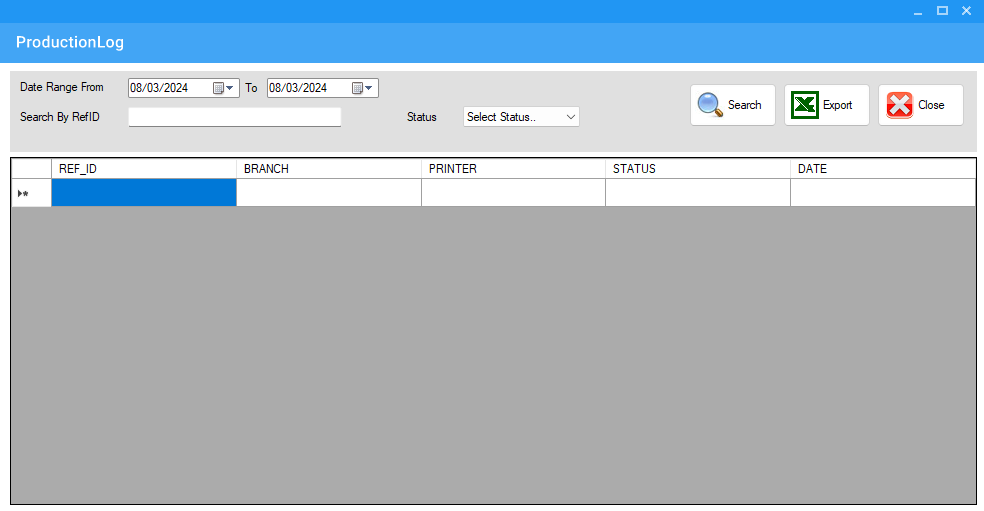 ProductionLog
Date Range From 08/03/2024 To 08/03/2024
Search By RefID Status Select Status..
Search Export Close
REF_ID BRANCH PRINTER STATUS DATE